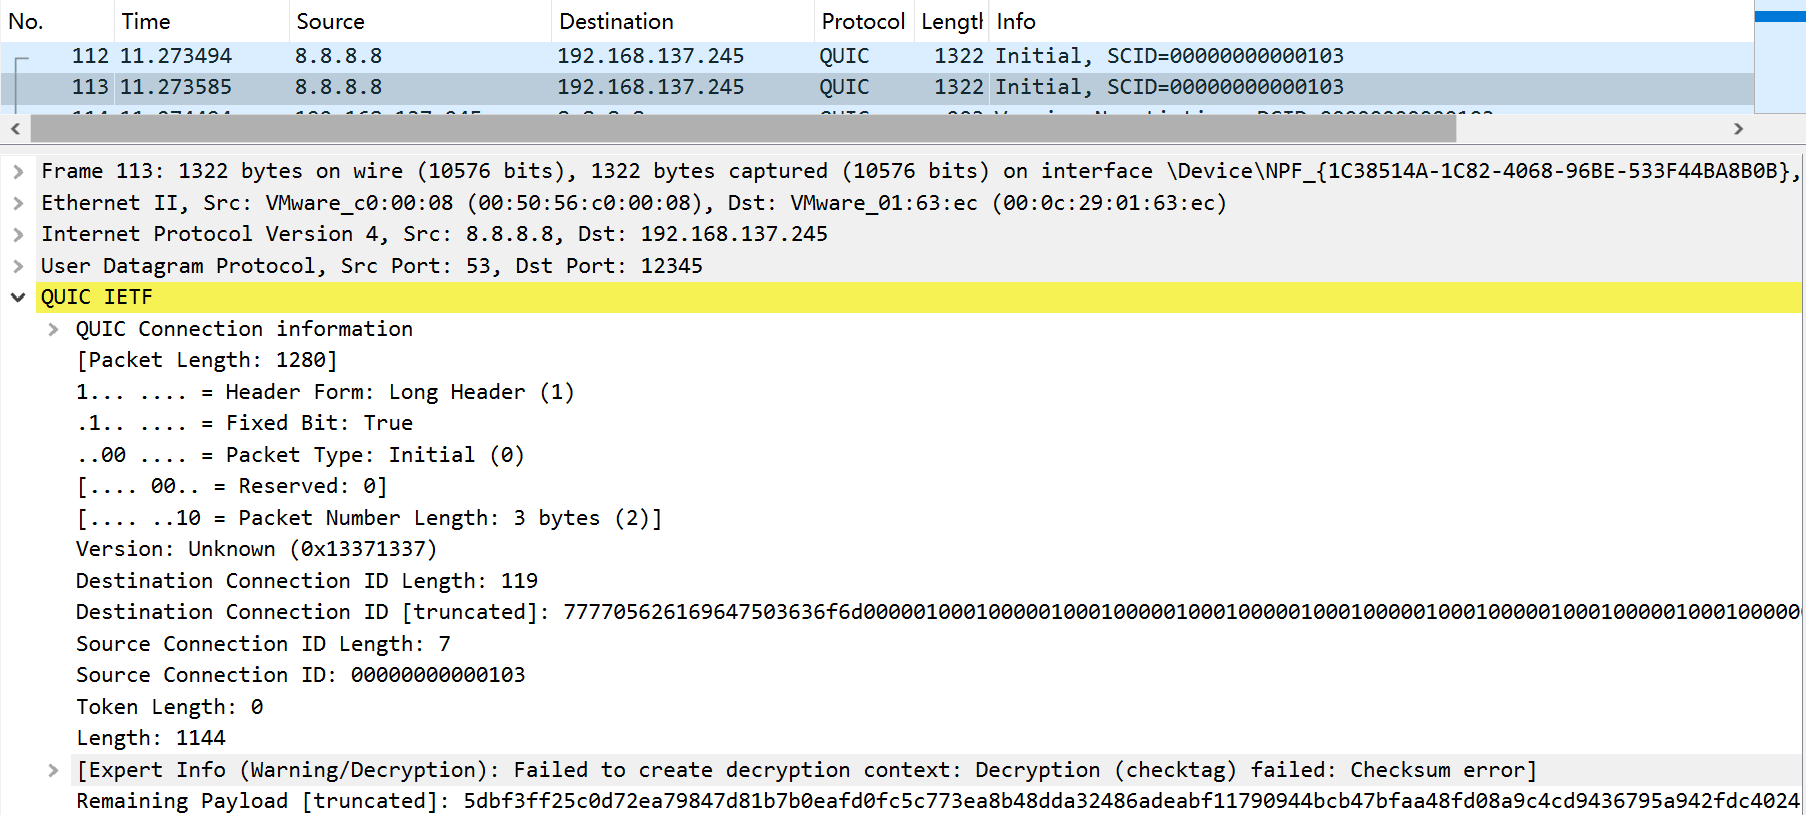 No. Time Source Destination Protocol Length Info
112 11.273494 8.8.8.8 192.168.137.245 QUIC 1322 Initial, SCID=00000000000103
113 11.273585 8.8.8.8 192.168.137.245 QUIC 1322 Initial, SCID=00000000000103
Frame 113: 1322 bytes on wire (10576 bits), 1322 bytes captured (10576 bits) on interface \Device\NPF_{1C38514A-1C82-4068-96BE-533F44BA8B0B},
Ethernet II, Src: VMware_c0:00:08 (00:50:56:c0:00:08), Dst: VMware_01:63:ec (00:0c:29:01:63:ec)
Internet Protocol Version 4, Src: 8.8.8.8, Dst: 192.168.137.245
User Datagram Protocol, Src Port: 53, Dst Port: 12345
QUIC IETF
QUIC Connection information
[Packet Length: 1280]
1... .... = Header Form: Long Header (1)
.1.. .... = Fixed Bit: True
..00 .... = Packet Type: Initial (0)
[.... 00.. = Reserved: 0]
[.... ..10 = Packet Number Length: 3 bytes (2)]
Version: Unknown (0x13371337)
Destination Connection ID Length: 119
Destination Connection ID [truncated]: 777705626169647503636f6d00000100010000010001000001000100000100010000010001000001000100000100010000
Source Connection ID Length: 7
Source Connection ID: 00000000000103
Token Length: 0
Length: 1144
[Expert Info (Warning/Decryption): Failed to create decryption context: Decryption (checktag) failed: Checksum error]
Remaining Payload [truncated]: 5dbf3ff25c0d72ea79847d81b7b0eafd0fc5c773ea8b48dda32486adeabf11790944bcb47bfaa48fd08a9c4cd9436795a942fdc4024